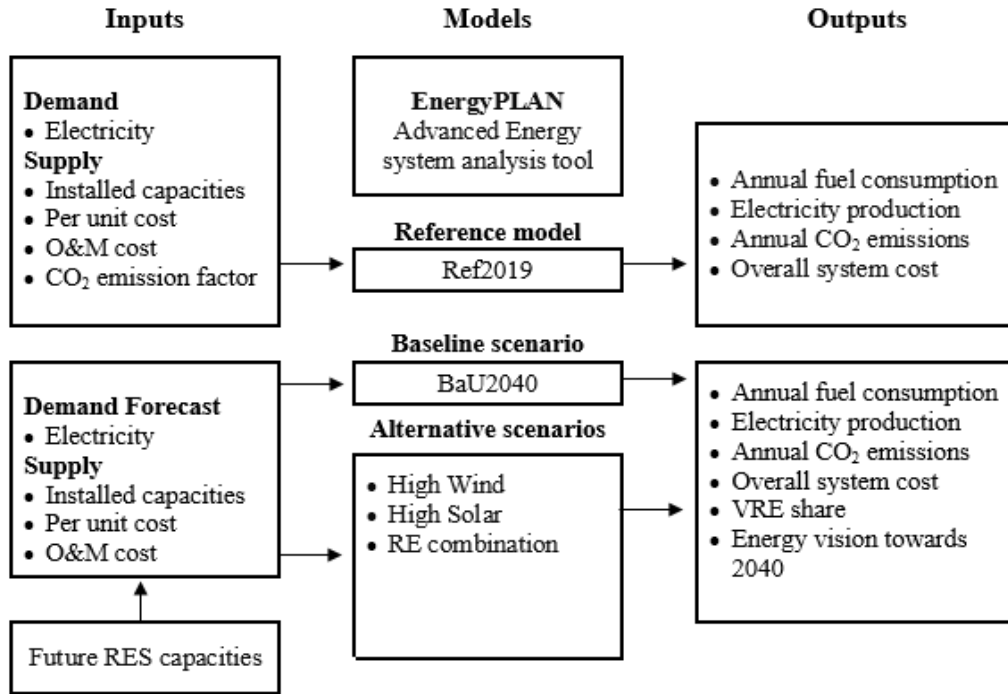 Inputs
Models
Outputs
Demand
• Electricity
Supply
• Installed capacities
• Per unit cost
• O&M cost
• CO₂ emission factor
EnergyPLAN
Advanced Energy
system analysis tool
Reference model
Ref2019
• Annual fuel consumption
• Electricity production
• Annual CO₂ emissions
• Overall system cost
Demand Forecast
• Electricity
Supply
• Installed capacities
• Per unit cost
• O&M cost
Future RES capacities
Baseline scenario
BaU2040
Alternative scenarios
• High Wind
• High Solar
• RE combination
• Annual fuel consumption
• Electricity production
• Annual CO₂ emissions
• Overall system cost
• VRE share
• Energy vision towards
2040